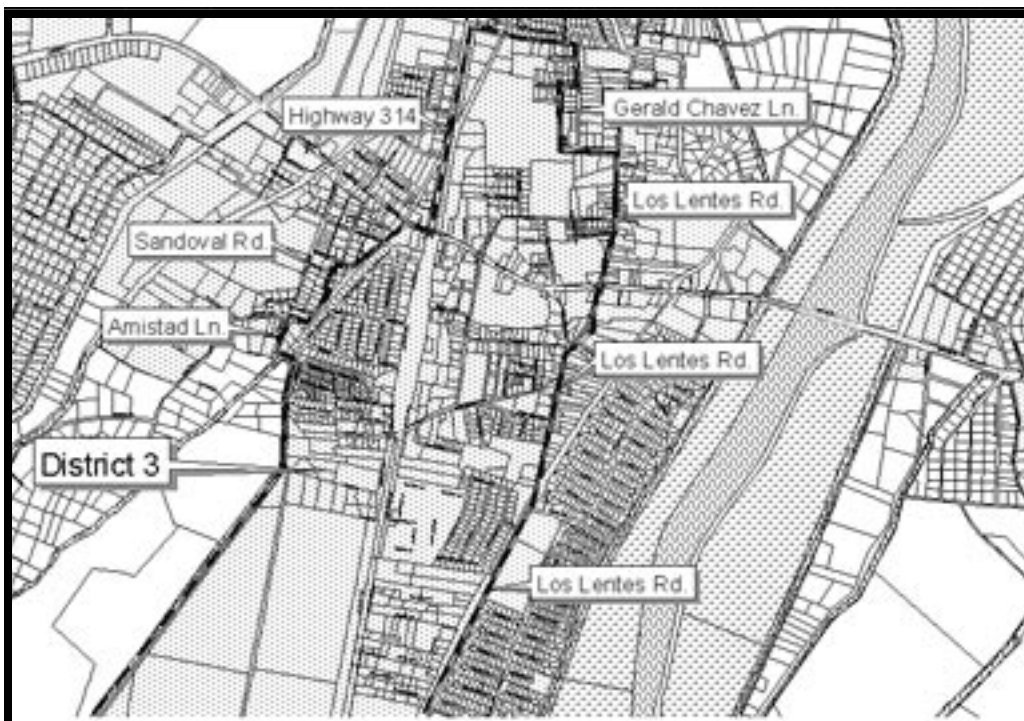 Highway 314
Gerald Chavez Ln.
Los Lentes Rd.
Sandoval Rd.
Amistad Ln.
Los Lentes Rd.
District 3
Los Lentes Rd.